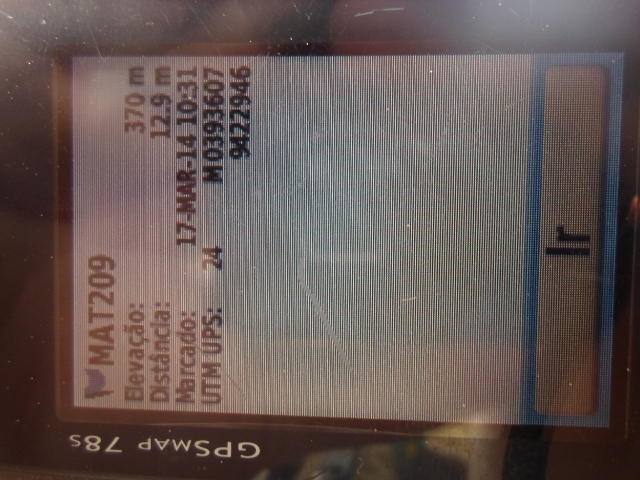 MAT209
Elevação: 370 m
Distância: 12.9 m
Marcado: 17-MAR-14 10:31
UTM UPS: 24 M 0393607
9422946
Ir
GPSMAP 78S